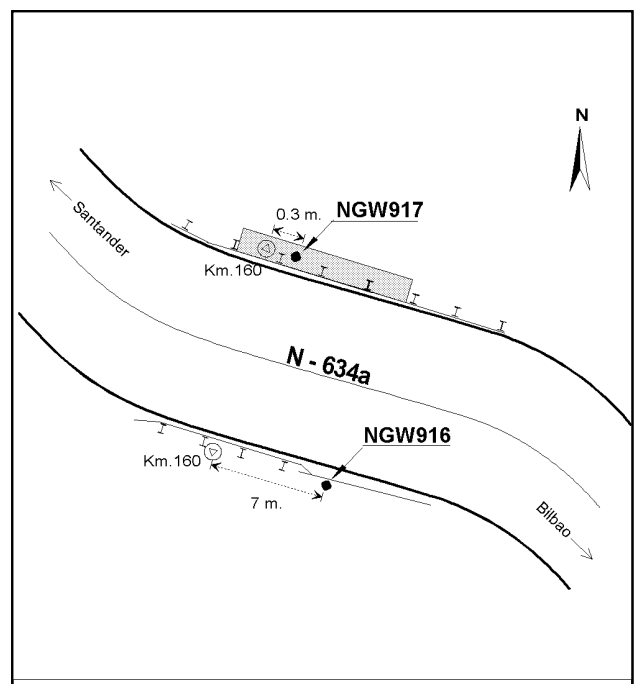 N
0.3 m.
NGW917
Santander
Km.160
N - 634a
NGW916
Km.160
7 m.
Bilbao